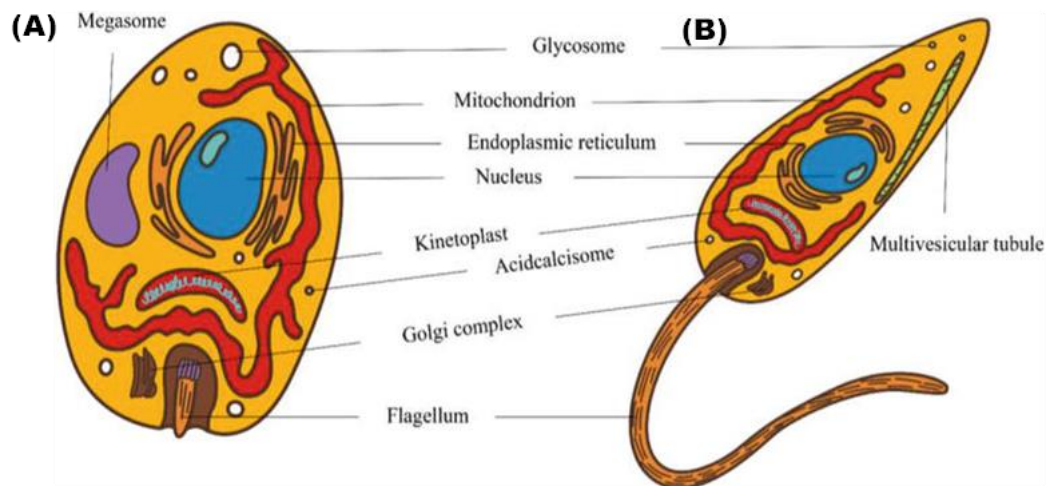 (A)
Megasome
(B)
Glycosome
Mitochondrion
Endoplasmic reticulum
Nucleus
Kinetoplast
Acidcalcisome
Multivesicular tubule
Golgi complex
Flagellum